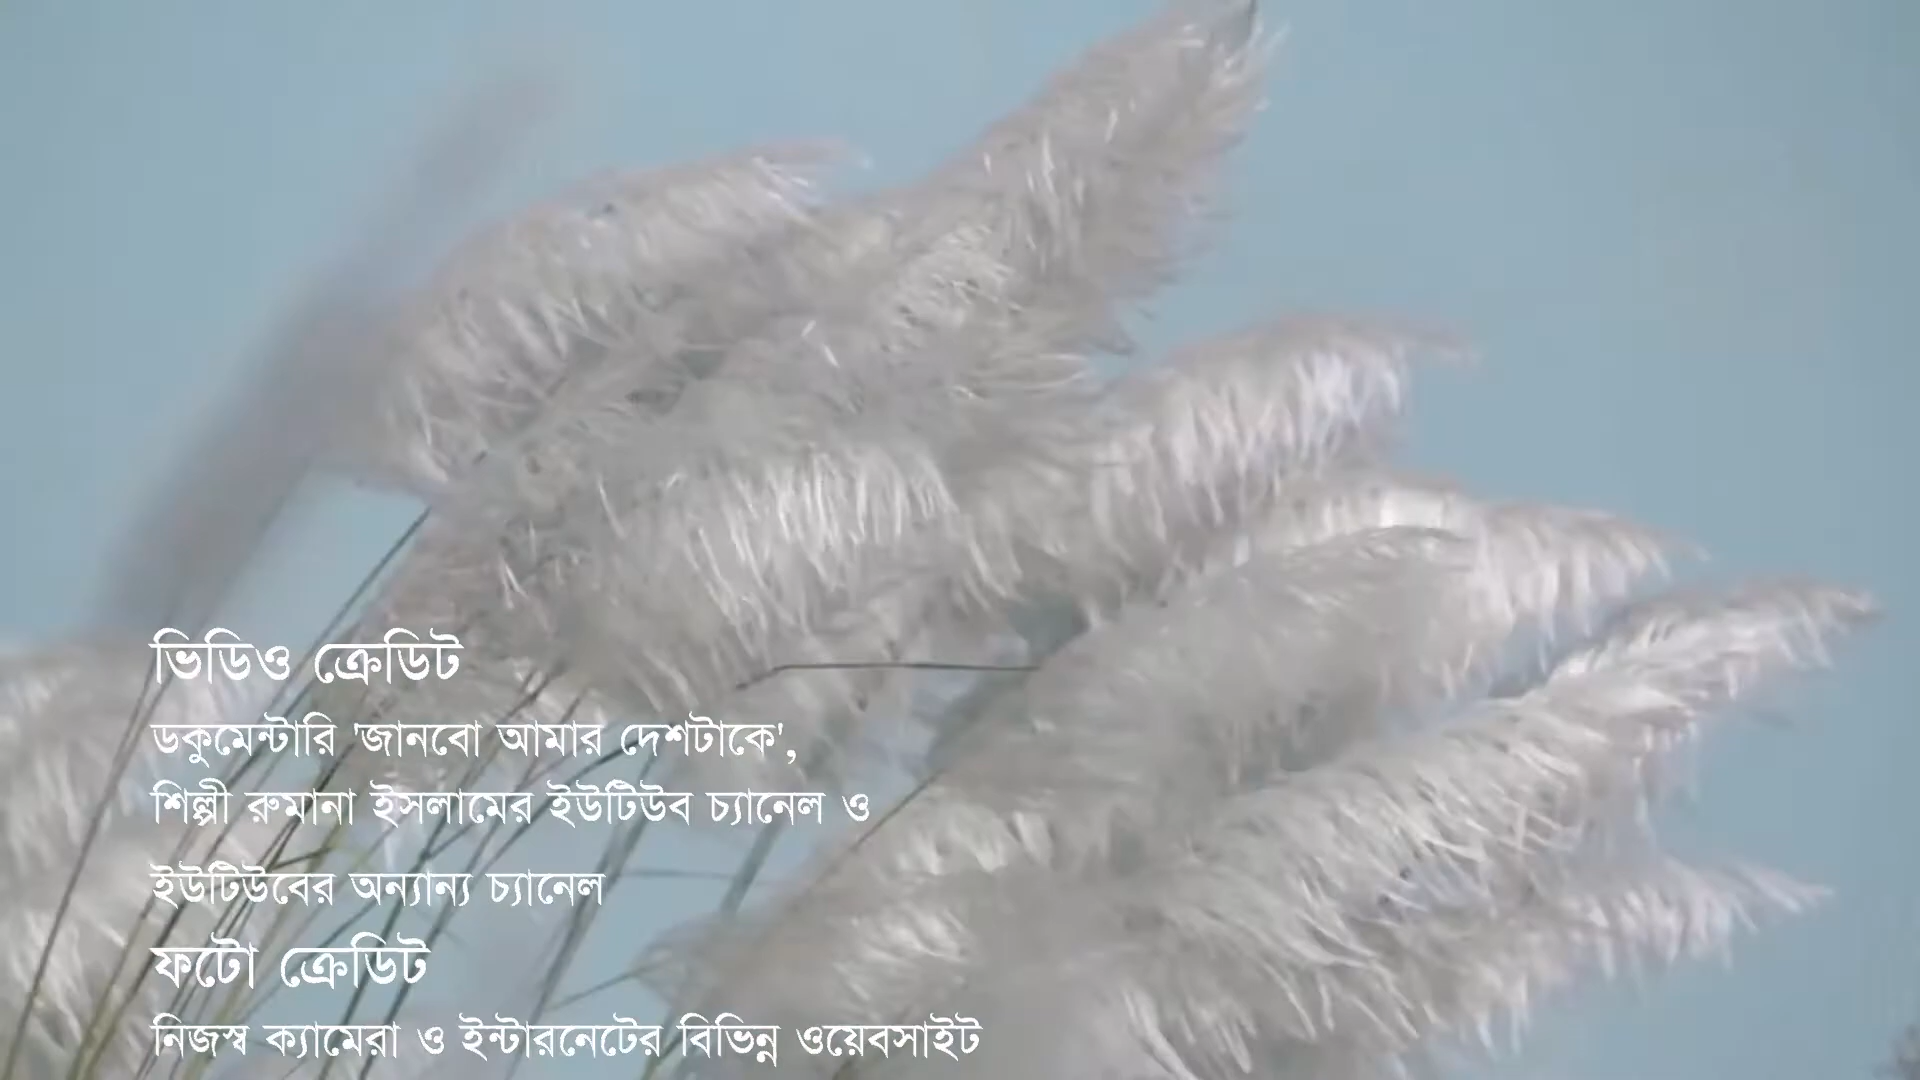 ভিডিও ক্রেডিট
ডকুমেন্টারি 'জানবো আমার দেশটাকে',
শিল্পী রুমানা ইসলামের ইউটিউব চ্যানেল ও
ইউটিউবের অন্যান্য চ্যানেল
ফটো ক্রেডিট
নিজস্ব ক্যামেরা ও ইন্টারনেটের বিভিন্ন ওয়েবসাইট